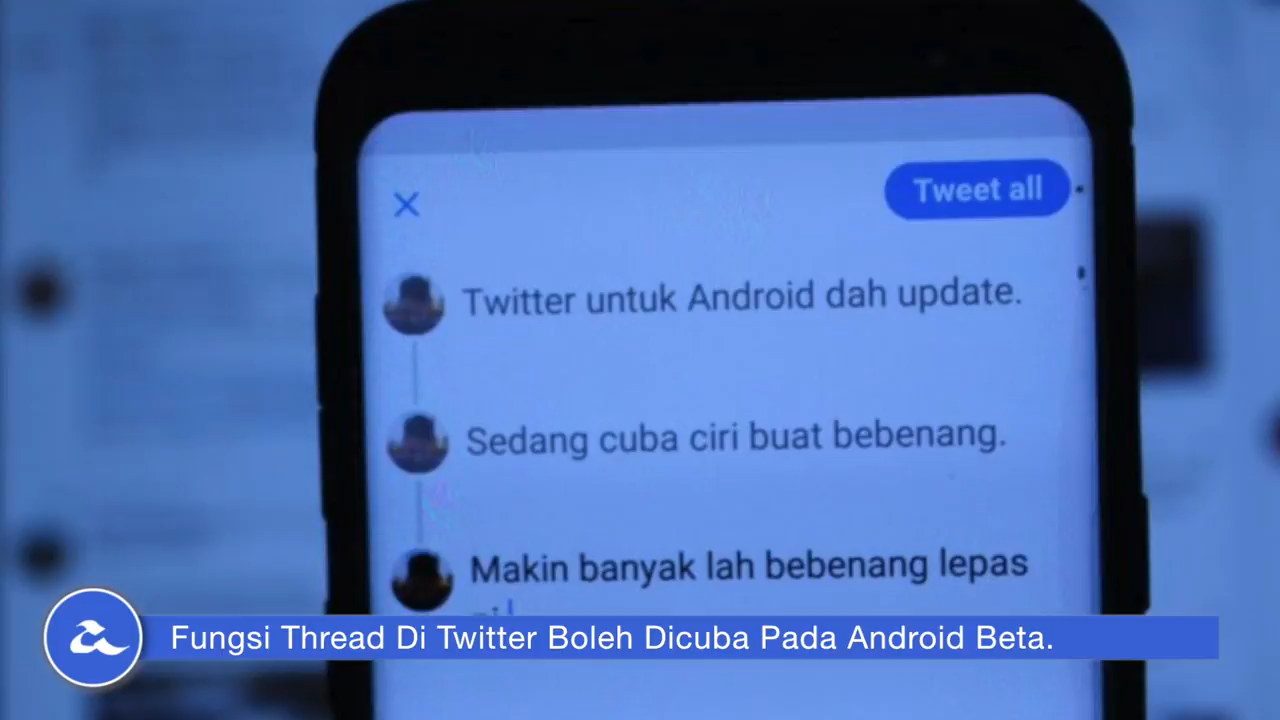 Tweet all
Twitter untuk Android dah update.
Sedang cuba ciri buat bebenang.
Makin banyak lah bebenang lepas
Fungsi Thread Di Twitter Boleh Dicuba Pada Android Beta.